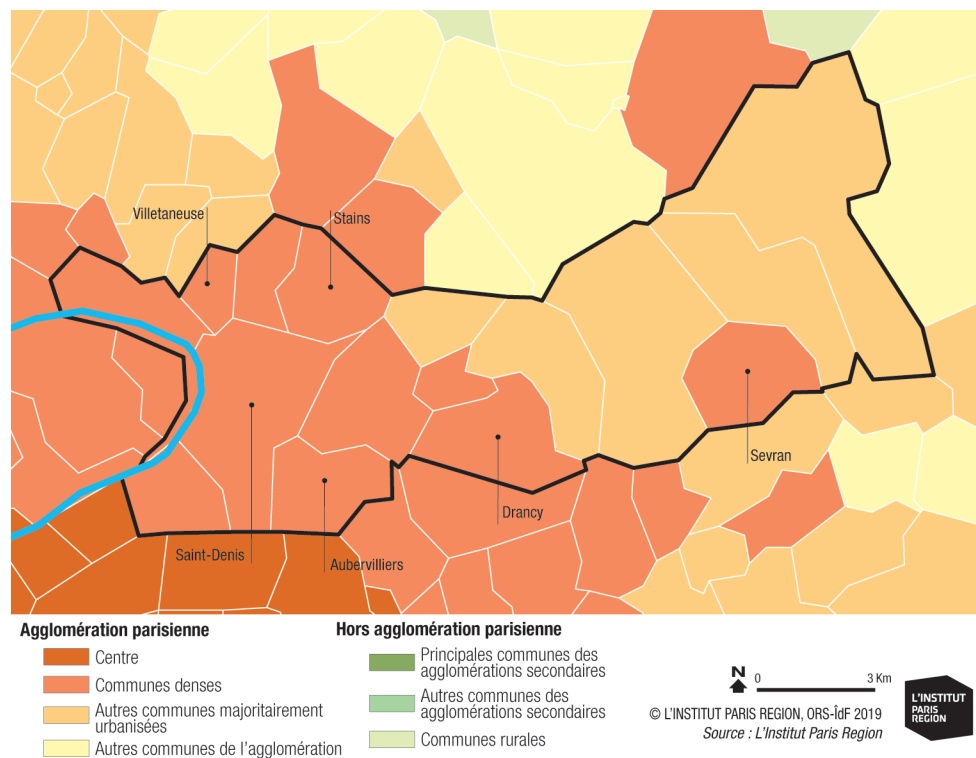 Villetaneuse
Stains
Sevran
Drancy
Saint-Denis
Aubervilliers
Agglomération parisienne
Centre
Communes denses
Autres communes majoritairement
urbanisées
Autres communes de l'agglomération
Hors agglomération parisienne
Principales communes des
agglomérations secondaires
Autres communes des
agglomérations secondaires
Communes rurales
N
0
3 Km
© L'INSTITUT PARIS REGION, ORS-ÎdF 2019
Source : L'Institut Paris Region
L'INSTITUT
PARIS
REGION